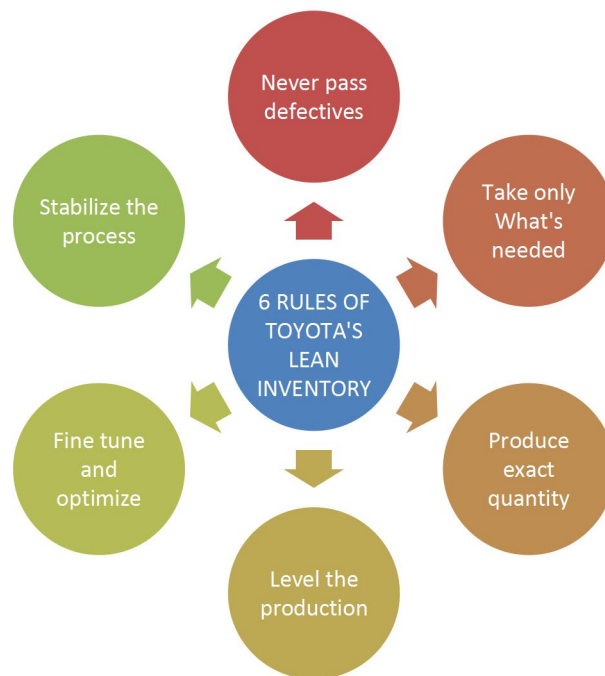 Never pass
defectives
Take only
What's
needed
Produce
exact
quantity
Level the
production
Fine tune
and
optimize
Stabilize the
process
6 RULES OF
TOYOTA'S
LEAN
INVENTORY